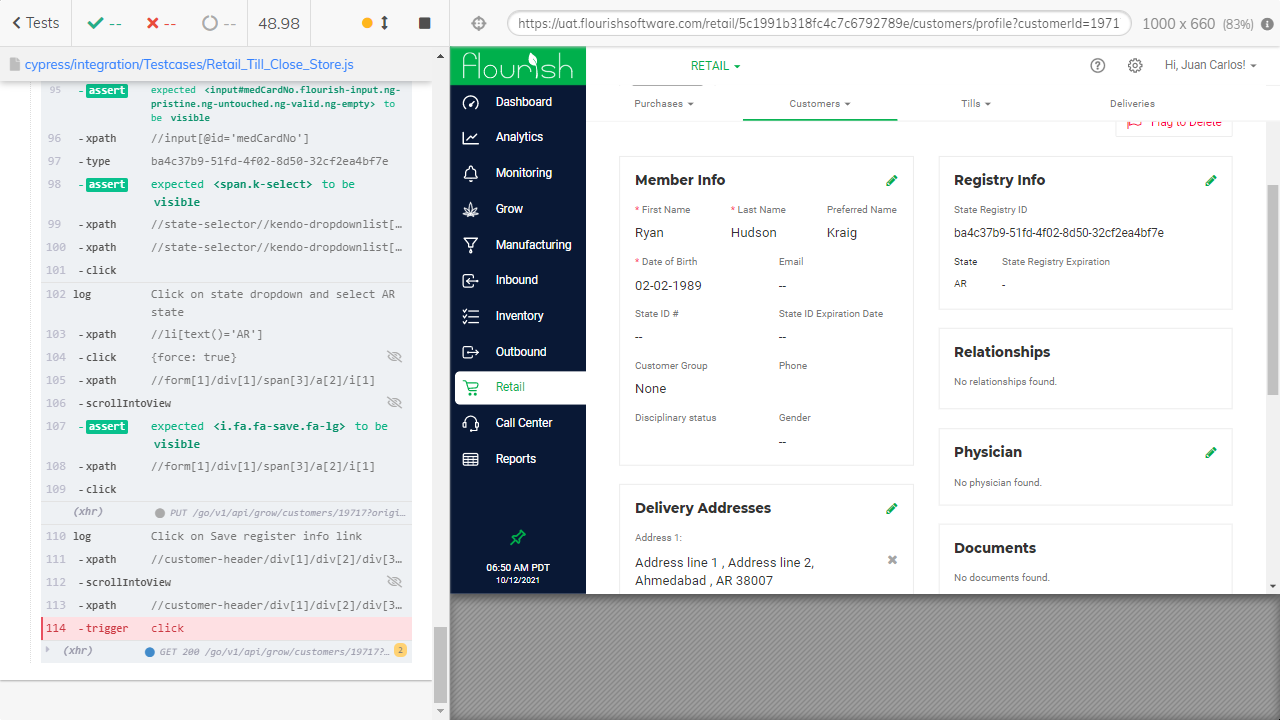 Tests
--
--
--
48.98
https://uat.flourishsoftware.com/retail/5c1991b318fc4c7c6792789e/customers/profile?customerId=1971
1000 x 660 (83%)
cypress/integration/Testcases/Retail_Till_Close_Store.js
95 - assert expected <input#medCardNo.flourish-input.ng-
pristine.ng-untouched.ng-valid.ng-empty> to
be visible
96 - xpath //input[@id='medCardNo']
97 - type ba4c37b9-51fd-4f02-8d50-32cf2ea4bf7e
98 - assert expected <span.k-select> to be
visible
99 - xpath //state-selector//kendo-dropdownlist[…
100 - xpath //state-selector//kendo-dropdownlist[…
101 - click
102 log Click on state dropdown and select AR
state
103 - xpath //li[text()='AR']
104 - click {force: true}
105 - xpath //form[1]/div[1]/span[3]/a[2]/i[1]
106 - scrollIntoView
107 - assert expected <i.fa.fa-save.fa-lg> to be
visible
108 - xpath //form[1]/div[1]/span[3]/a[2]/i[1]
109 - click
(xhr) PUT /go/v1/api/grow/customers/19717?origi…
110 log Click on Save register info link
111 - xpath //customer-header/div[1]/div[2]/div[3…
112 - scrollIntoView
113 - xpath //customer-header/div[1]/div[2]/div[3…
114 - trigger click
(xhr) GET 200 /go/v1/api/grow/customers/19717?… 2
flourish
Dashboard
Analytics
Monitoring
Grow
Manufacturing
Inbound
Inventory
Outbound
Retail
Call Center
Reports
06:50 AM PDT
10/12/2021
RETAIL
Hi, Juan Carlos!
Purchases Customers Tills Deliveries
Flag to Delete
Member Info
* First Name * Last Name Preferred Name
Ryan Hudson Kraig
* Date of Birth Email
02-02-1989 --
State ID # State ID Expiration Date
-- --
Customer Group Phone
None
Disciplinary status Gender
--
Delivery Addresses
Address 1:
Address line 1 , Address line 2,
Ahmedabad , AR 38007
Registry Info
State Registry ID
ba4c37b9-51fd-4f02-8d50-32cf2ea4bf7e
State State Registry Expiration
AR -
Relationships
No relationships found.
Physician
No physician found.
Documents
No documents found.